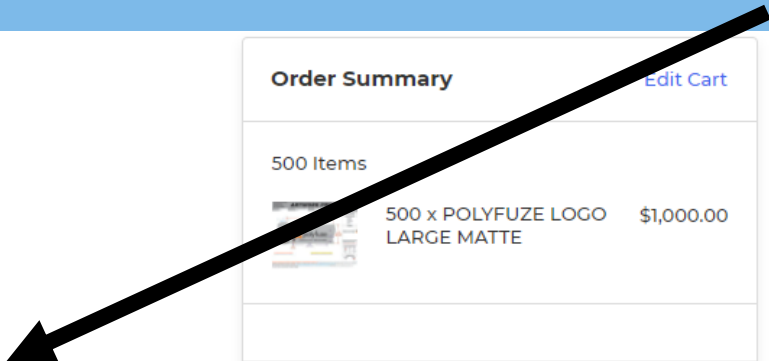 Order Summary
Edit Cart
500 Items
500 x POLYFUZE LOGO
LARGE MATTE
$1,000.00